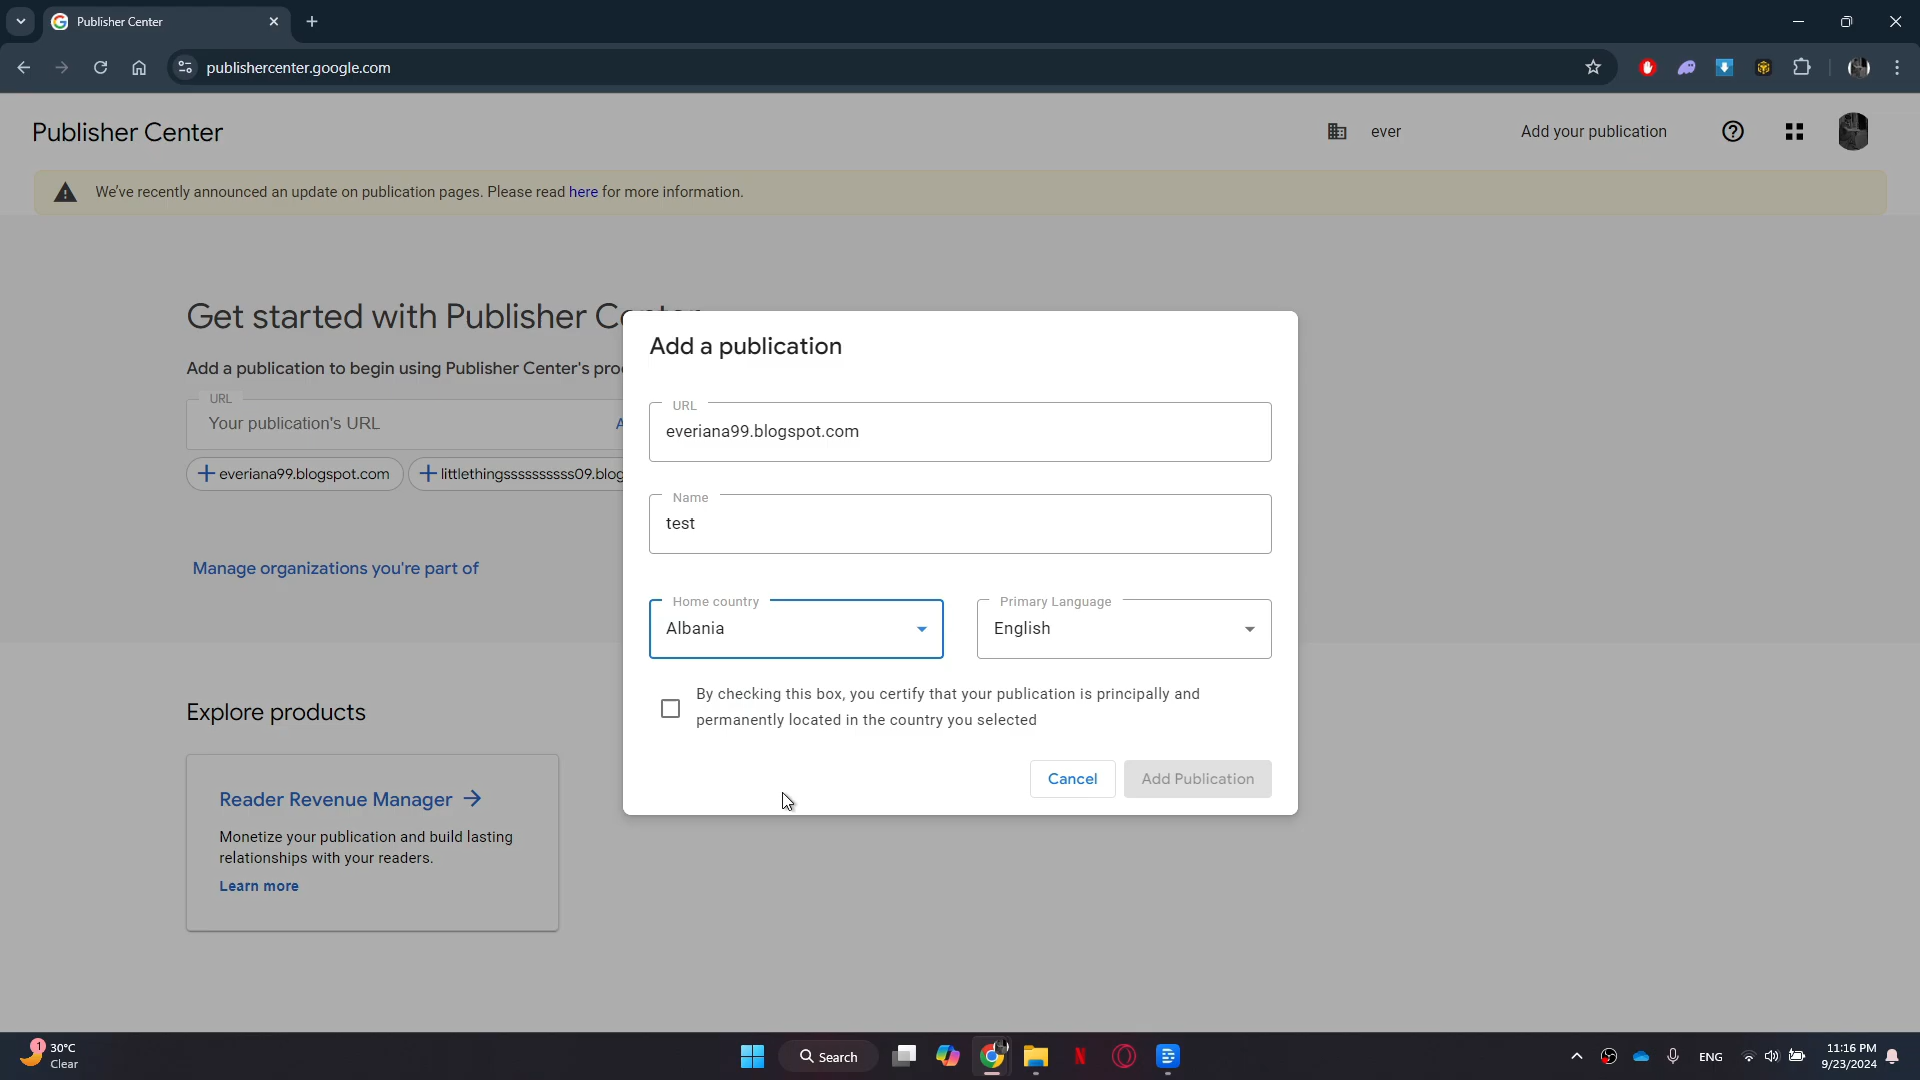 Publisher Center
publishercenter.google.com
Publisher Center
ever
Add your publication
We've recently announced an update on publication pages. Please read here for more information.
Get started with Publisher Center
Add a publication to begin using Publisher Center's pro
URL
Your publication's URL
A
everiana99.blogspot.com
littlethingssssssssss09.blog
Manage organizations you're part of
Add a publication
URL
everiana99.blogspot.com
Name
test
Home country
Albania
Primary Language
English
By checking this box, you certify that your publication is principally and
permanently located in the country you selected
Cancel
Add Publication
Explore products
Reader Revenue Manager
Monetize your publication and build lasting
relationships with your readers.
Learn more
1
30°C
Clear
Search
ENG
11:16 PM
9/23/2024